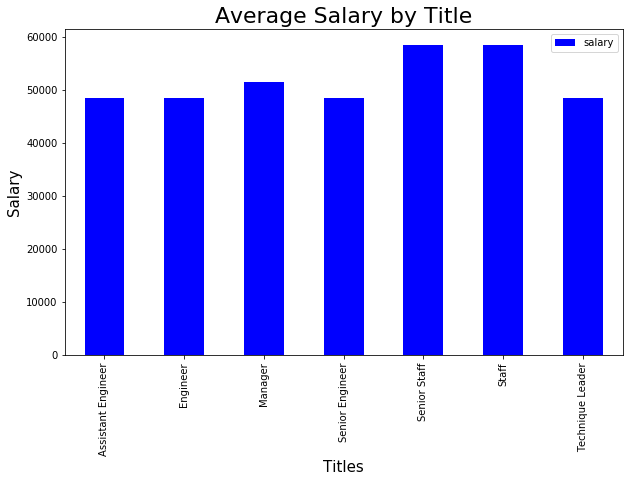 Average Salary by Title
salary
60000
50000
40000
30000
20000
10000
0
Salary
Assistant Engineer
Engineer
Manager
Senior Engineer
Senior Staff
Staff
Technique Leader
Titles